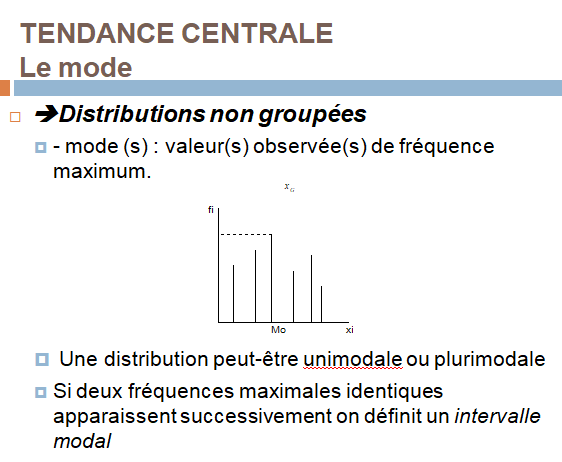 TENDANCE CENTRALE
Le mode
➔Distributions non groupées
- mode (s) : valeur(s) observée(s) de fréquence
maximum.
x_G
fi
Mo xi
Une distribution peut-être unimodale ou plurimodale
Si deux fréquences maximales identiques
apparaissent successivement on définit un intervalle
modal